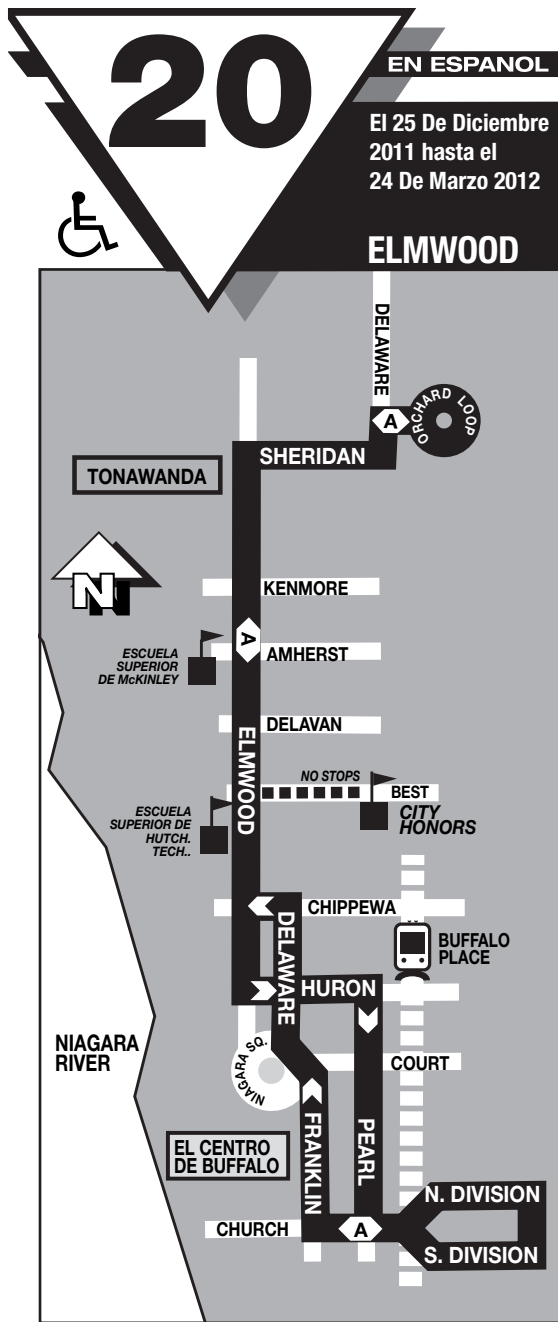 20
EN ESPANOL
El 25 De Diciembre
2011 hasta el
24 De Marzo 2012
ELMWOOD
DELAWARE
A
ORCHARD LOOP
SHERIDAN
TONAWANDA
N
KENMORE
A
ESCUELA
SUPERIOR
DE McKINLEY
AMHERST
DELAVAN
ELMWOOD
NO STOPS
BEST
CITY
HONORS
ESCUELA
SUPERIOR DE
HUTCH.
TECH..
CHIPPEWA
DELAWARE
BUFFALO
PLACE
HURON
NIAGARA
RIVER
NIAGARA SQ.
COURT
FRANKLIN
PEARL
EL CENTRO
DE BUFFALO
N. DIVISION
CHURCH
A
S. DIVISION